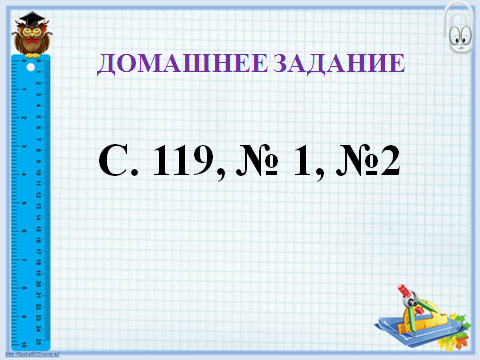 ДОМАШНЕЕ ЗАДАНИЕ
С. 119, № 1, №2